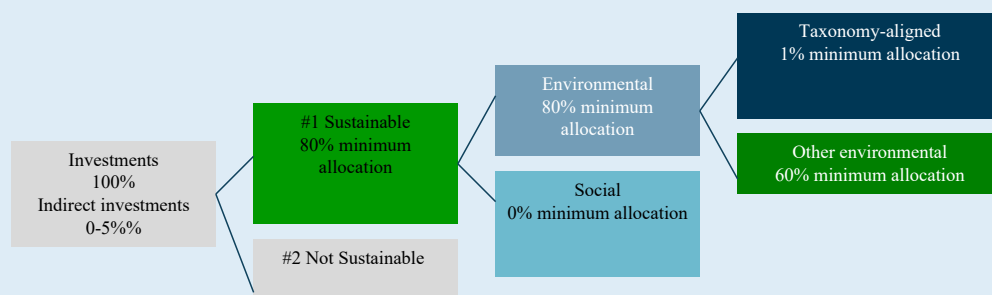 Investments
100%
Indirect investments
0-5%%
#1 Sustainable
80% minimum
allocation
#2 Not Sustainable
Environmental
80% minimum
allocation
Social
0% minimum allocation
Taxonomy-aligned
1% minimum allocation
Other environmental
60% minimum allocation